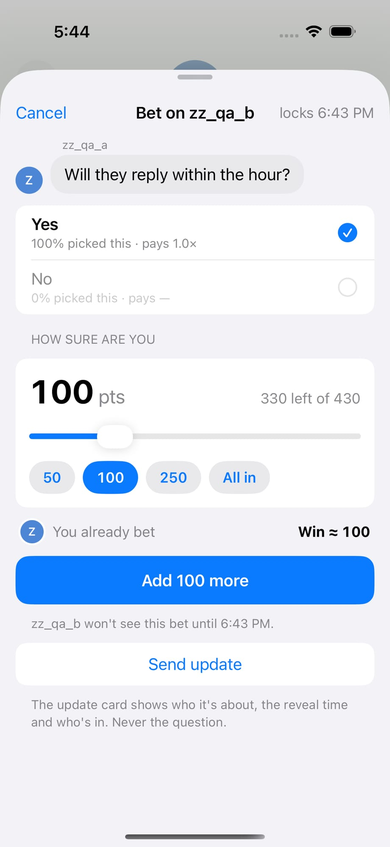 5:44
Cancel
Bet on zz_qa_b
locks 6:43 PM
zz_qa_a
Z
Will they reply within the hour?
Yes
100% picked this · pays 1.0×
No
0% picked this · pays —
HOW SURE ARE YOU
100 pts
330 left of 430
50
100
250
All in
Z
You already bet
Win ≈ 100
Add 100 more
zz_qa_b won't see this bet until 6:43 PM.
Send update
The update card shows who it's about, the reveal time
and who's in. Never the question.